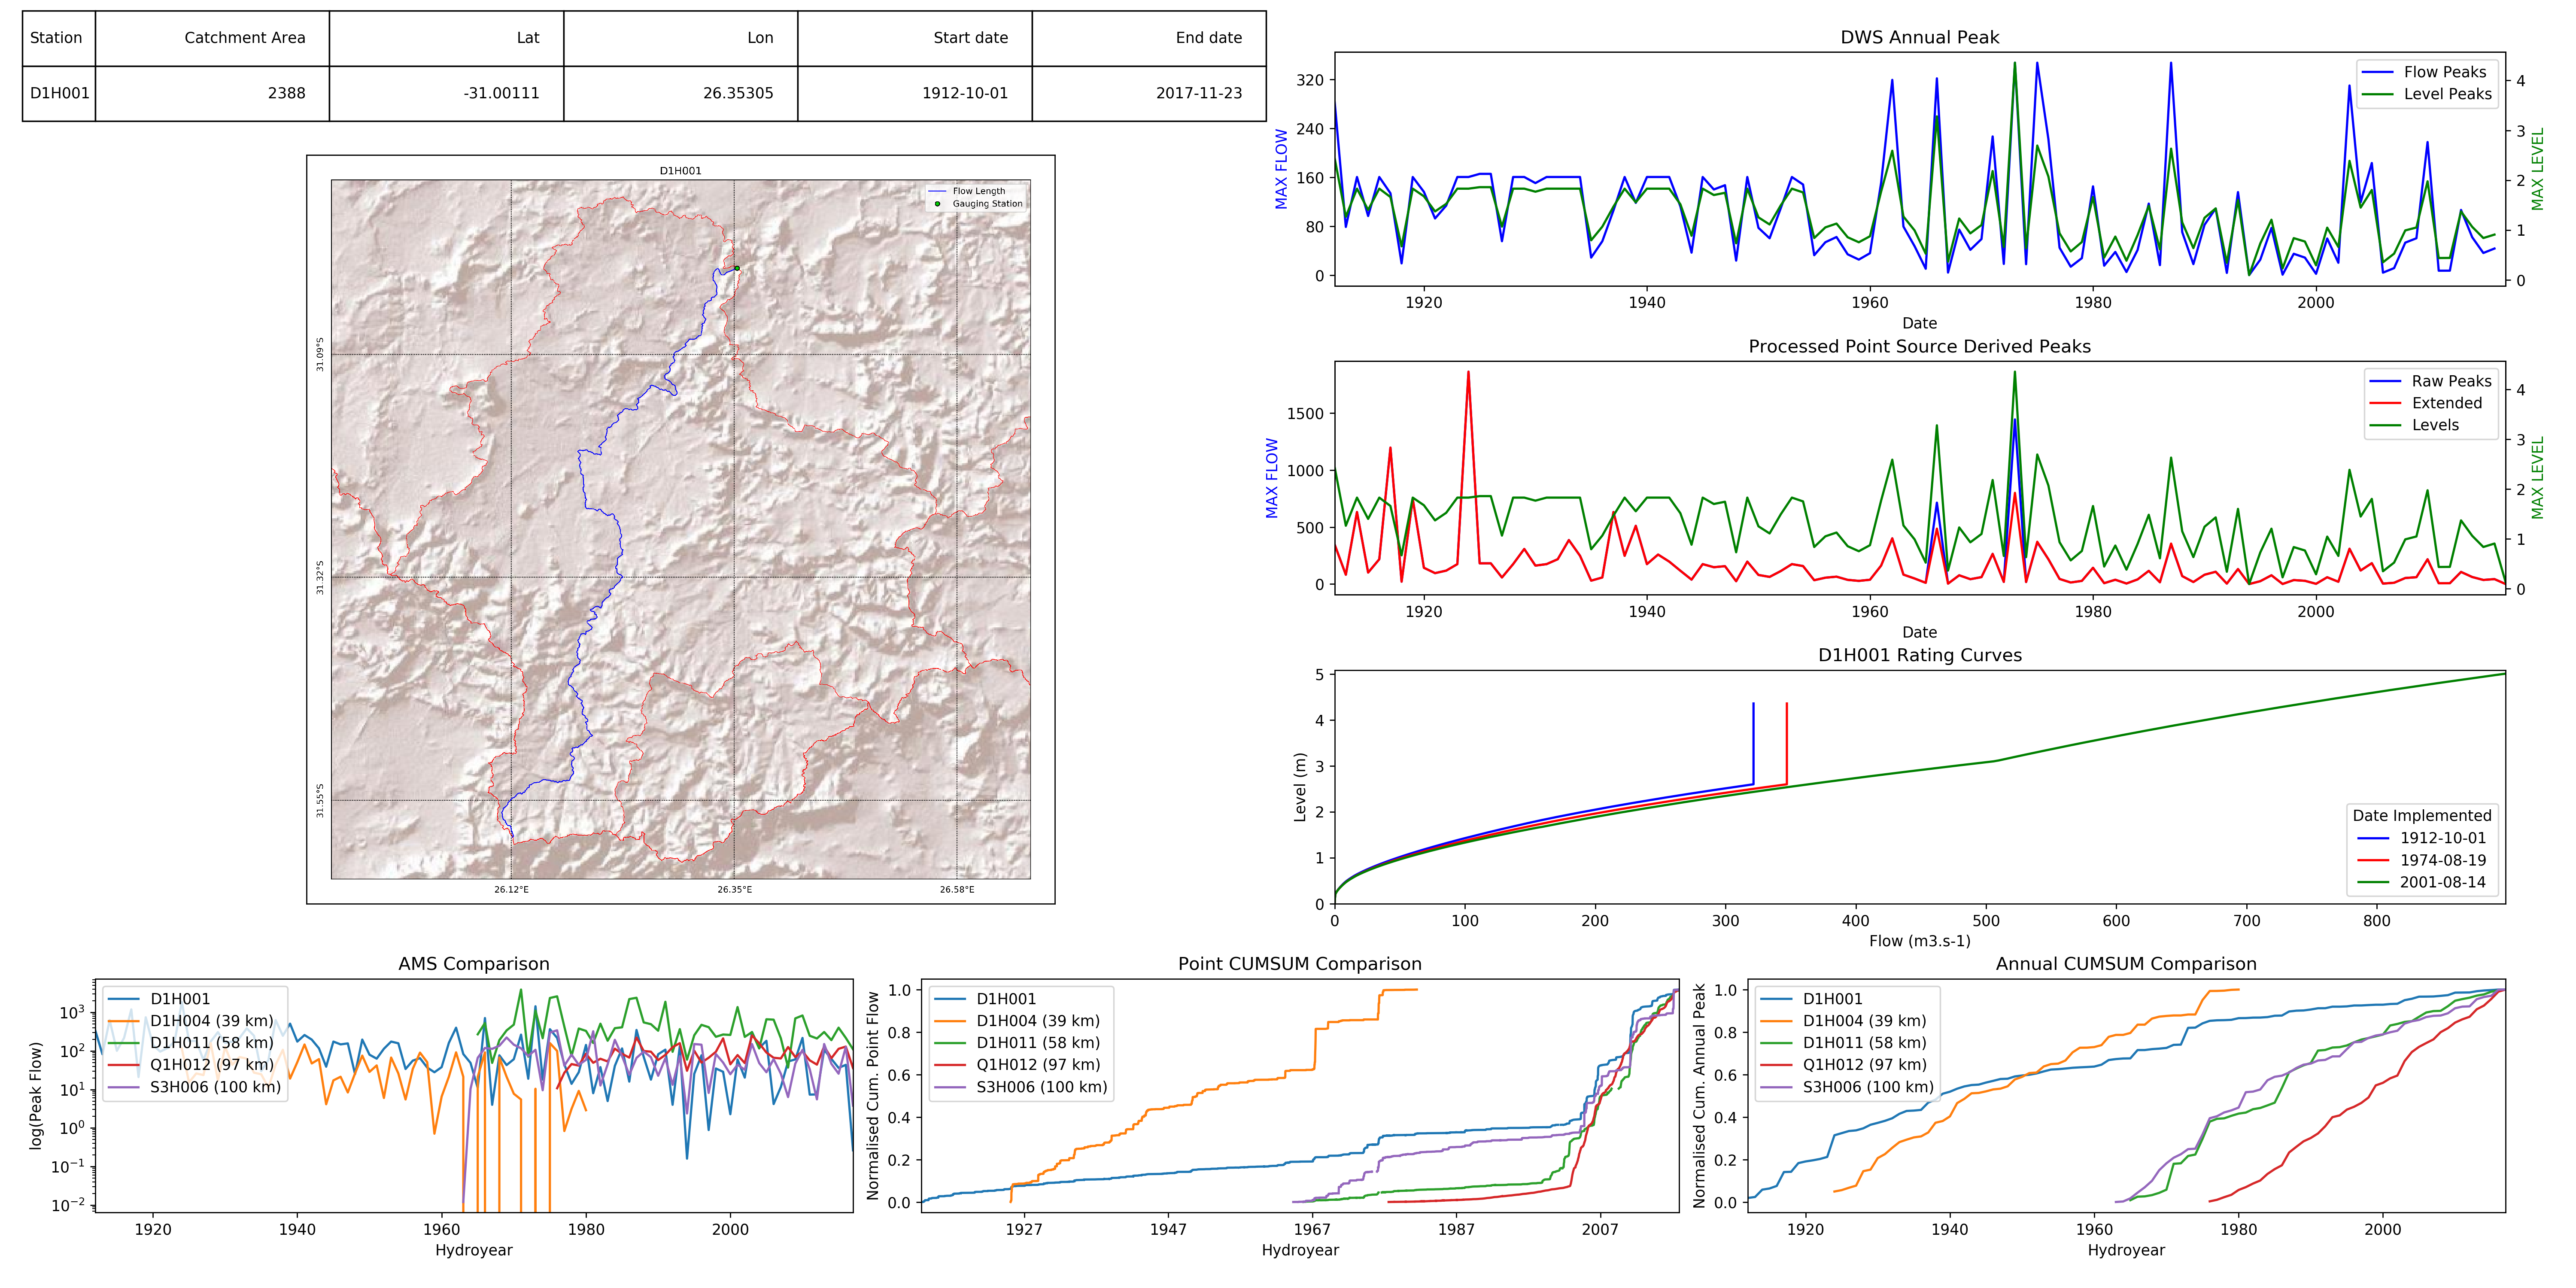 Station Catchment Area Lat Lon Start date End date
D1H001 2388 -31.00111 26.35305 1912-10-01 2017-11-23
D1H001
Flow Length
Gauging Station
31.09°S
31.32°S
31.55°S
26.12°E 26.35°E 26.58°E
DWS Annual Peak
Flow Peaks
Level Peaks
MAX FLOW
320
240
160
80
0
MAX LEVEL
4
3
2
1
0
1920 1940 1960 1980 2000
Date
Processed Point Source Derived Peaks
Raw Peaks
Extended
Levels
MAX FLOW
1500
1000
500
0
MAX LEVEL
4
3
2
1
0
1920 1940 1960 1980 2000
Date
D1H001 Rating Curves
Level (m)
5
4
3
2
1
0
Date Implemented
1912-10-01
1974-08-19
2001-08-14
0 100 200 300 400 500 600 700 800
Flow (m3.s-1)
AMS Comparison
D1H001
D1H004 (39 km)
D1H011 (58 km)
Q1H012 (97 km)
S3H006 (100 km)
log(Peak Flow)
10³
10²
10¹
10⁰
10⁻¹
10⁻²
1920 1940 1960 1980 2000
Hydroyear
Point CUMSUM Comparison
D1H001
D1H004 (39 km)
D1H011 (58 km)
Q1H012 (97 km)
S3H006 (100 km)
Normalised Cum. Point Flow
1.0
0.8
0.6
0.4
0.2
0.0
1927 1947 1967 1987 2007
Hydroyear
Annual CUMSUM Comparison
D1H001
D1H004 (39 km)
D1H011 (58 km)
Q1H012 (97 km)
S3H006 (100 km)
Normalised Cum. Annual Peak
1.0
0.8
0.6
0.4
0.2
0.0
1920 1940 1960 1980 2000
Hydroyear